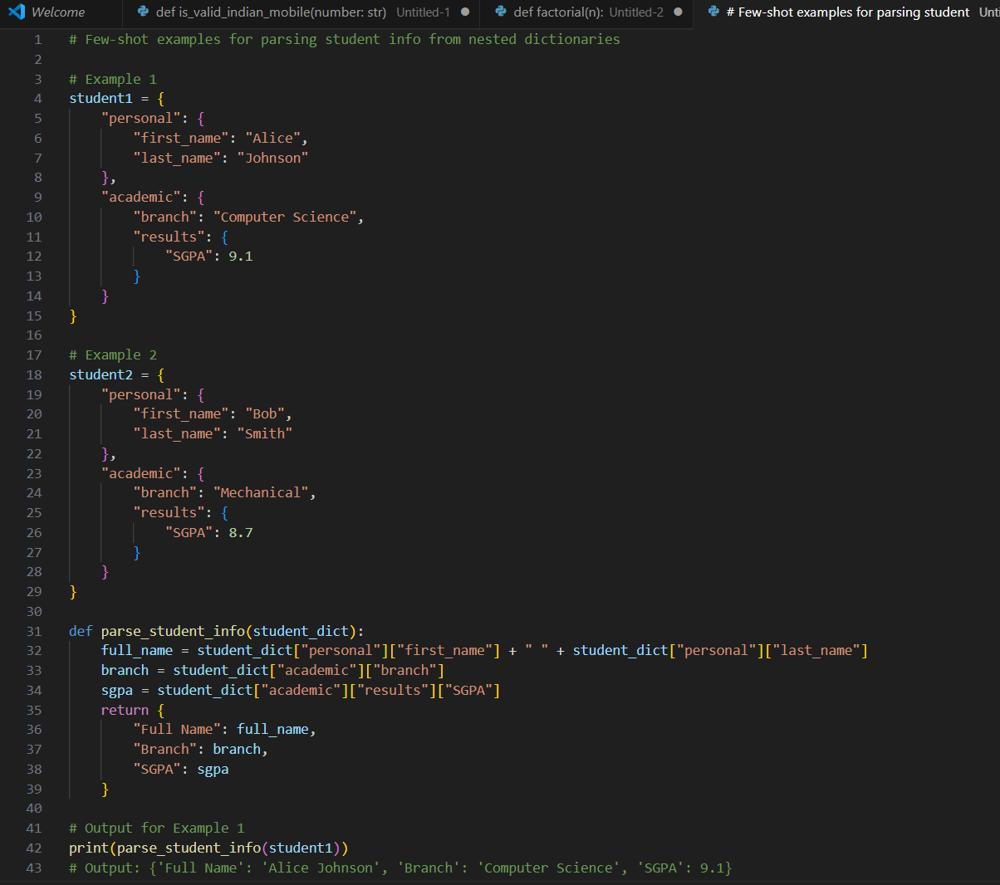 Welcome
def is_valid_indian_mobile(number: str) Untitled-1
def factorial(n): Untitled-2
# Few-shot examples for parsing student Unti
1 # Few-shot examples for parsing student info from nested dictionaries
2
3 # Example 1
4 student1 = {
5     "personal": {
6         "first_name": "Alice",
7         "last_name": "Johnson"
8     },
9     "academic": {
10         "branch": "Computer Science",
11         "results": {
12             "SGPA": 9.1
13         }
14     }
15 }
16
17 # Example 2
18 student2 = {
19     "personal": {
20         "first_name": "Bob",
21         "last_name": "Smith"
22     },
23     "academic": {
24         "branch": "Mechanical",
25         "results": {
26             "SGPA": 8.7
27         }
28     }
29 }
30
31 def parse_student_info(student_dict):
32     full_name = student_dict["personal"]["first_name"] + " " + student_dict["personal"]["last_name"]
33     branch = student_dict["academic"]["branch"]
34     sgpa = student_dict["academic"]["results"]["SGPA"]
35     return {
36         "Full Name": full_name,
37         "Branch": branch,
38         "SGPA": sgpa
39     }
40
41 # Output for Example 1
42 print(parse_student_info(student1))
43 # Output: {'Full Name': 'Alice Johnson', 'Branch': 'Computer Science', 'SGPA': 9.1}